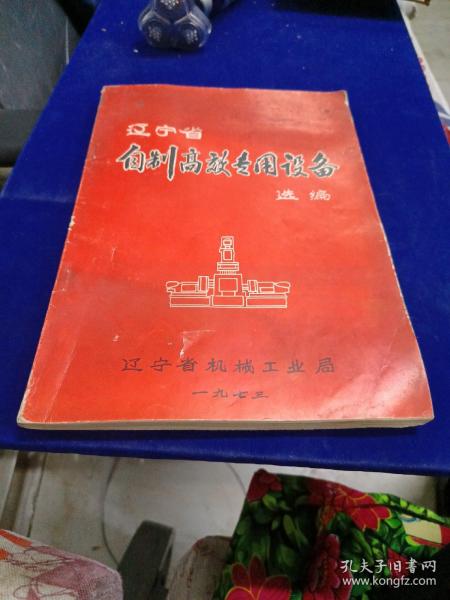 辽宁省
自制高效专用设备
选编
辽宁省机械工业局
一九七三
孔夫子旧书网
www.kongfz.com